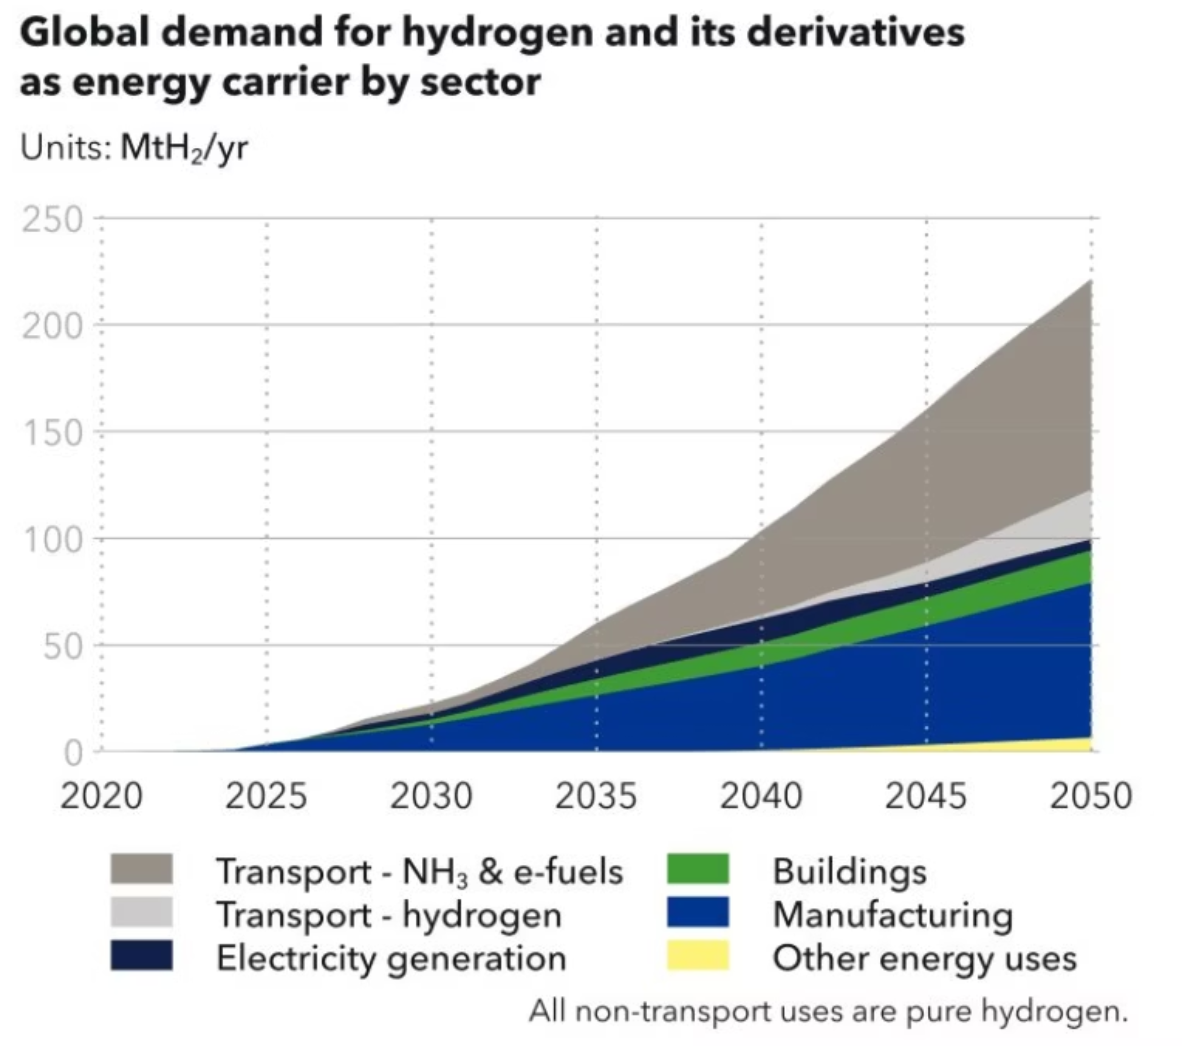 Global demand for hydrogen and its derivatives
as energy carrier by sector
Units: MtH₂/yr
250
200
150
100
50
0
2020 2025 2030 2035 2040 2045 2050
Transport - NH₃ & e-fuels
Transport - hydrogen
Electricity generation
Buildings
Manufacturing
Other energy uses
All non-transport uses are pure hydrogen.